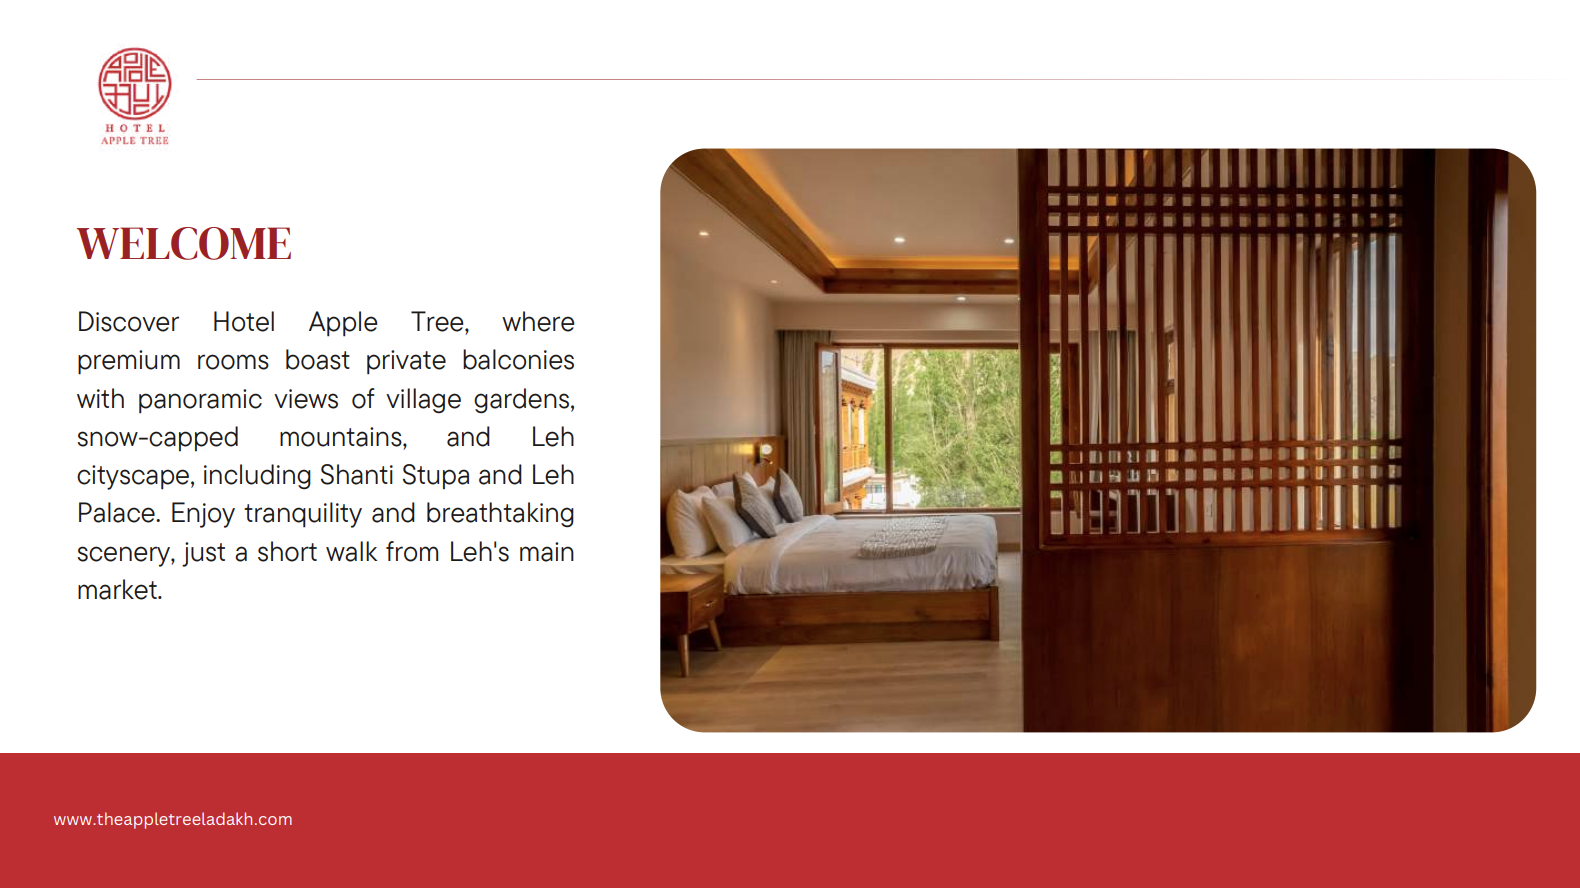 HOTEL
APPLE TREE
WELCOME
Discover Hotel Apple Tree, where
premium rooms boast private balconies
with panoramic views of village gardens,
snow-capped mountains, and Leh
cityscape, including Shanti Stupa and Leh
Palace. Enjoy tranquility and breathtaking
scenery, just a short walk from Leh's main
market.
www.theappletreeladakh.com